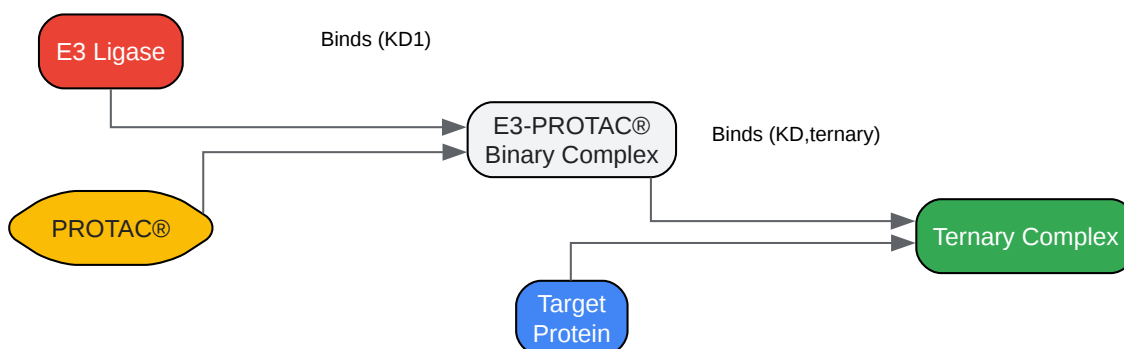 E3 Ligase
Binds (KD1)
E3-PROTAC®
Binary Complex
Binds (KD,ternary)
PROTAC®
Ternary Complex
Target
Protein